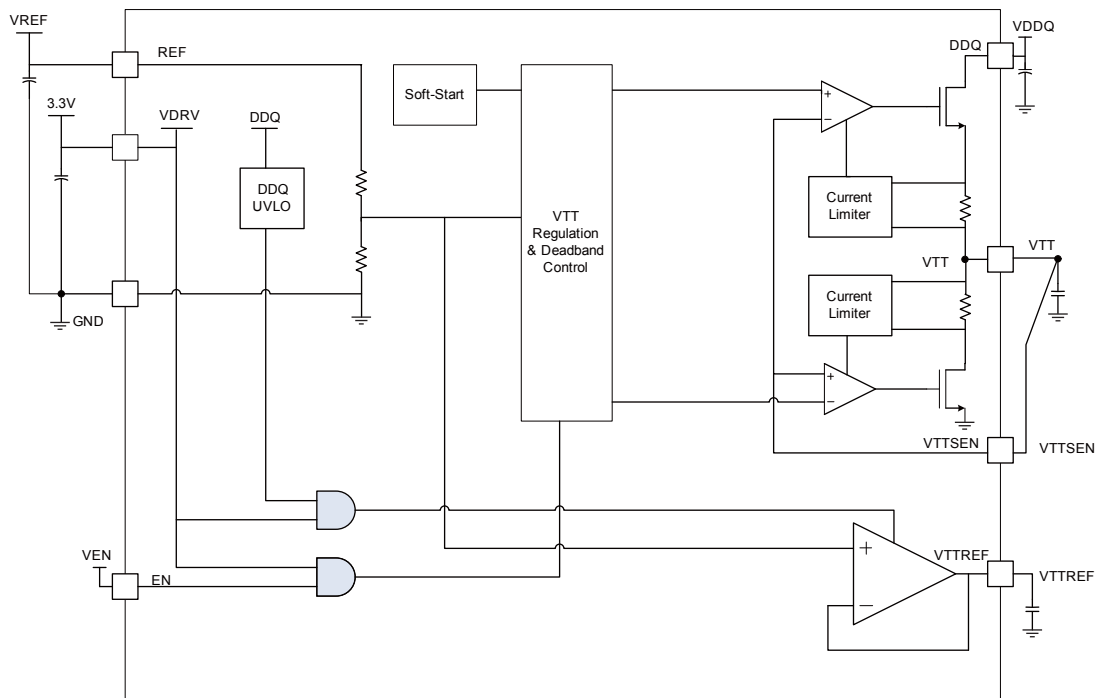 VREF
REF
3.3V
VDRV
DDQ
DDQ
UVLO
GND
Soft-Start
VTT
Regulation
& Deadband
Control
+
−
Current
Limiter
DDQ
VDDQ
VTT
VTT
Current
Limiter
+
−
VTTSEN
VTTSEN
VEN
EN
+
−
VTTREF
VTTREF